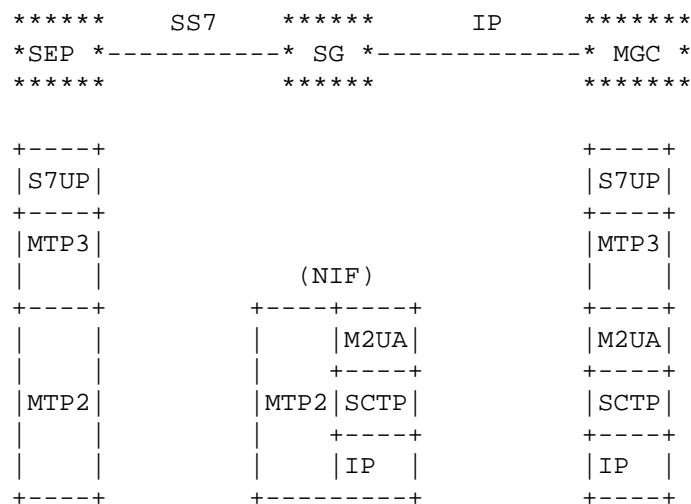 ******     SS7    ******       IP      *******
*SEP *-----------* SG *-------------* MGC *
******            ******               *******
+----+                                 +----+
|S7UP|                                 |S7UP|
+----+                                 +----+
|MTP3|                                 |MTP3|
|    |             (NIF)               |    |
+----+          +----+----+            +----+
|    |          |    |M2UA|            |M2UA|
|    |          |    +----+            +----+
|MTP2|          |MTP2|SCTP|            |SCTP|
|    |          |    +----+            +----+
|    |          |    |IP  |            |IP  |
+----+          +---------+            +----+